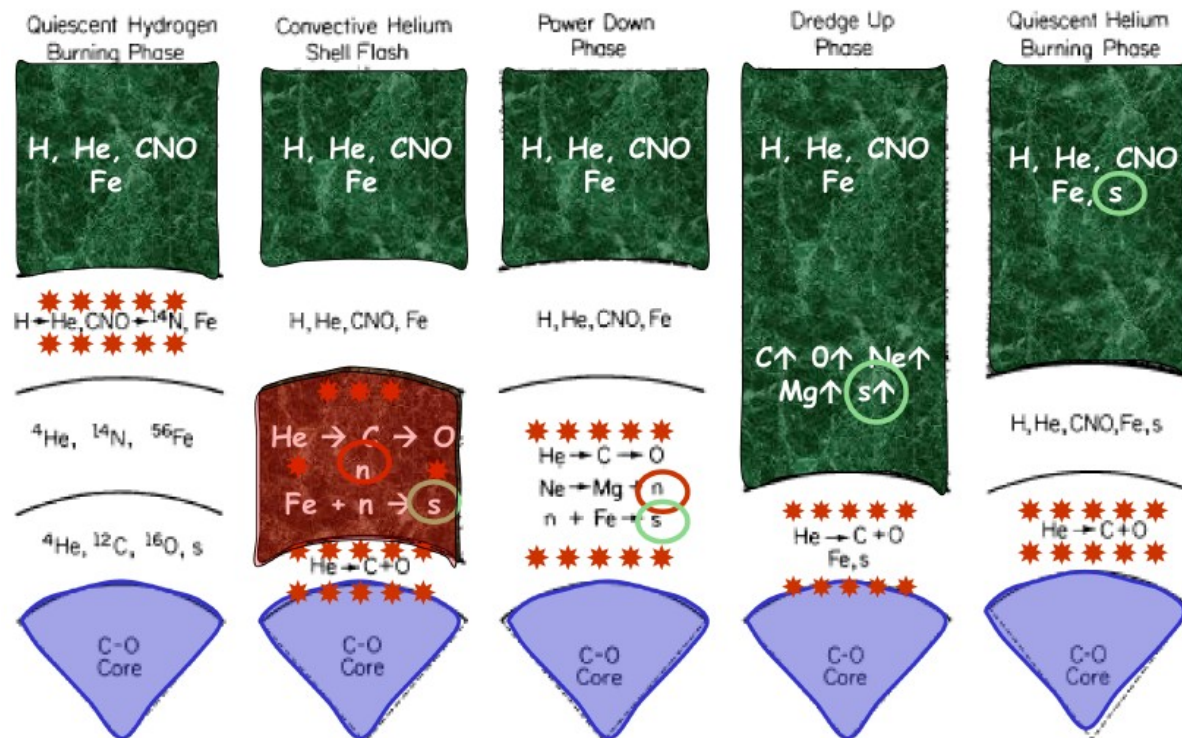 Quiescent Hydrogen
Burning Phase
H, He, CNO
Fe
H→He,CNO→¹⁴N, Fe
⁴He, ¹⁴N, ⁵⁶Fe
⁴He, ¹²C, ¹⁶O, s
C-O
Core
Convective Helium
Shell Flash
H, He, CNO
Fe
H,He,CNO,Fe
He → C → O
n
Fe + n → s
He→C+O
C-O
Core
Power Down
Phase
H, He, CNO
Fe
H,He,CNO,Fe
He→C→O
Ne→Mg + n
n + Fe→s
C-O
Core
Dredge Up
Phase
H, He, CNO
Fe
C↑ O↑ Ne↑
Mg↑ s↑
He→C+O
Fe,s
C-O
Core
Quiescent Helium
Burning Phase
H, He, CNO
Fe, s
H,He,CNO,Fe,s
He→C+O
C-O
Core